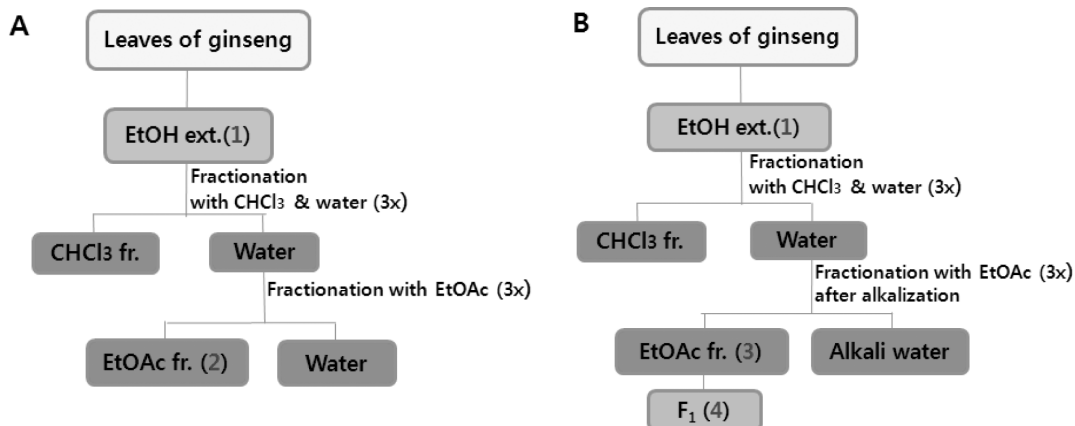 A
Leaves of ginseng
EtOH ext.(1)
Fractionation
with CHCl₃ & water (3x)
CHCl₃ fr.
Water
Fractionation with EtOAc (3x)
EtOAc fr. (2)
Water
B
Leaves of ginseng
EtOH ext.(1)
Fractionation
with CHCl₃ & water (3x)
CHCl₃ fr.
Water
Fractionation with EtOAc (3x)
after alkalization
EtOAc fr. (3)
Alkali water
F₁ (4)